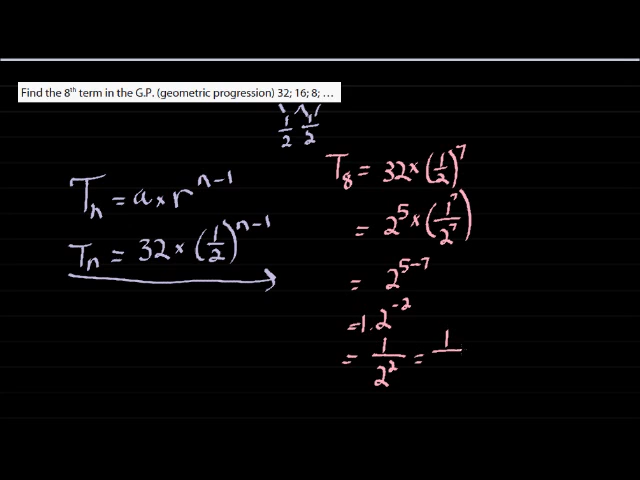 Find the 8th term in the G.P. (geometric progression) 32; 16; 8; ...
1/2 1/2
Tn = a × r^(n-1)
Tn = 32 × (1/2)^(n-1)
T8 = 32 × (1/2)^7
= 2^5 × (1^7/2^7)
= 2^(5-7)
= 1. 2^-2
= 1/2^2 = 1/